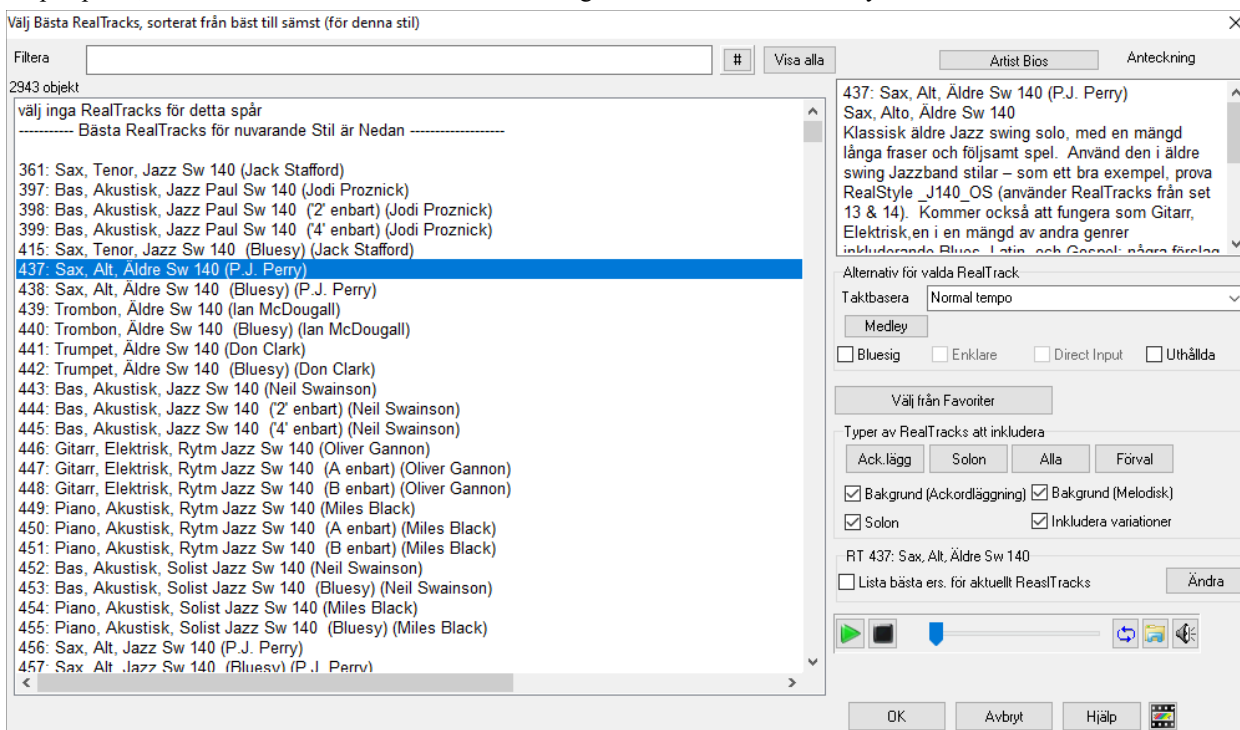 Välj Bästa RealTracks, sorterat från bäst till sämst (för denna stil)
Filtera
#
Visa alla
Artist Bios
Anteckning
2943 objekt
välj inga RealTracks för detta spår
----------- Bästa RealTracks för nuvarande Stil är Nedan -------------------
361: Sax, Tenor, Jazz Sw 140 (Jack Stafford)
397: Bas, Akustisk, Jazz Paul Sw 140 (Jodi Proznick)
398: Bas, Akustisk, Jazz Paul Sw 140 ('2' enbart) (Jodi Proznick)
399: Bas, Akustisk, Jazz Paul Sw 140 ('4' enbart) (Jodi Proznick)
415: Sax, Tenor, Jazz Sw 140 (Bluesy) (Jack Stafford)
437: Sax, Alt, Äldre Sw 140 (P.J. Perry)
438: Sax, Alt, Äldre Sw 140 (Bluesy) (P.J. Perry)
439: Trombon, Äldre Sw 140 (Ian McDougall)
440: Trombon, Äldre Sw 140 (Bluesy) (Ian McDougall)
441: Trumpet, Äldre Sw 140 (Don Clark)
442: Trumpet, Äldre Sw 140 (Bluesy) (Don Clark)
443: Bas, Akustisk, Jazz Sw 140 (Neil Swainson)
444: Bas, Akustisk, Jazz Sw 140 ('2' enbart) (Neil Swainson)
445: Bas, Akustisk, Jazz Sw 140 ('4' enbart) (Neil Swainson)
446: Gitarr, Elektrisk, Rytm Jazz Sw 140 (Oliver Gannon)
447: Gitarr, Elektrisk, Rytm Jazz Sw 140 (A enbart) (Oliver Gannon)
448: Gitarr, Elektrisk, Rytm Jazz Sw 140 (B enbart) (Oliver Gannon)
449: Piano, Akustisk, Rytm Jazz Sw 140 (Miles Black)
450: Piano, Akustisk, Rytm Jazz Sw 140 (A enbart) (Miles Black)
451: Piano, Akustisk, Rytm Jazz Sw 140 (B enbart) (Miles Black)
452: Bas, Akustisk, Solist Jazz Sw 140 (Neil Swainson)
453: Bas, Akustisk, Solist Jazz Sw 140 (Bluesy) (Neil Swainson)
454: Piano, Akustisk, Solist Jazz Sw 140 (Miles Black)
455: Piano, Akustisk, Solist Jazz Sw 140 (Bluesy) (Miles Black)
456: Sax, Alt, Jazz Sw 140 (P.J. Perry)
457: Sax, Alt, Jazz Sw 140 (Bluesy) (P.J. Perry)
437: Sax, Alt, Äldre Sw 140 (P.J. Perry)
Sax, Alto, Äldre Sw 140
Klassisk äldre Jazz swing solo, med en mängd
långa fraser och följsamt spel. Använd den i äldre
swing Jazzband stilar – som ett bra exempel, prova
RealStyle _J140_OS (använder RealTracks från set
13 & 14). Kommer också att fungera som Gitarr,
Elektrisk,en i en mängd av andra genrer
inkluderande Blues, Latin, och Gospel; några förslag
Alternativ för valda RealTrack
Taktbasera
Normal tempo
Medley
Bluesig
Enklare
Direct Input
Uthållda
Välj från Favoriter
Typer av RealTracks att inkludera
Ack.lägg
Solon
Alla
Förval
Bakgrund (Ackordläggning)
Bakgrund (Melodisk)
Solon
Inkludera variationer
RT 437: Sax, Alt, Äldre Sw 140
Lista bästa ers. för aktuellt ReaslTracks
Ändra
OK
Avbryt
Hjälp